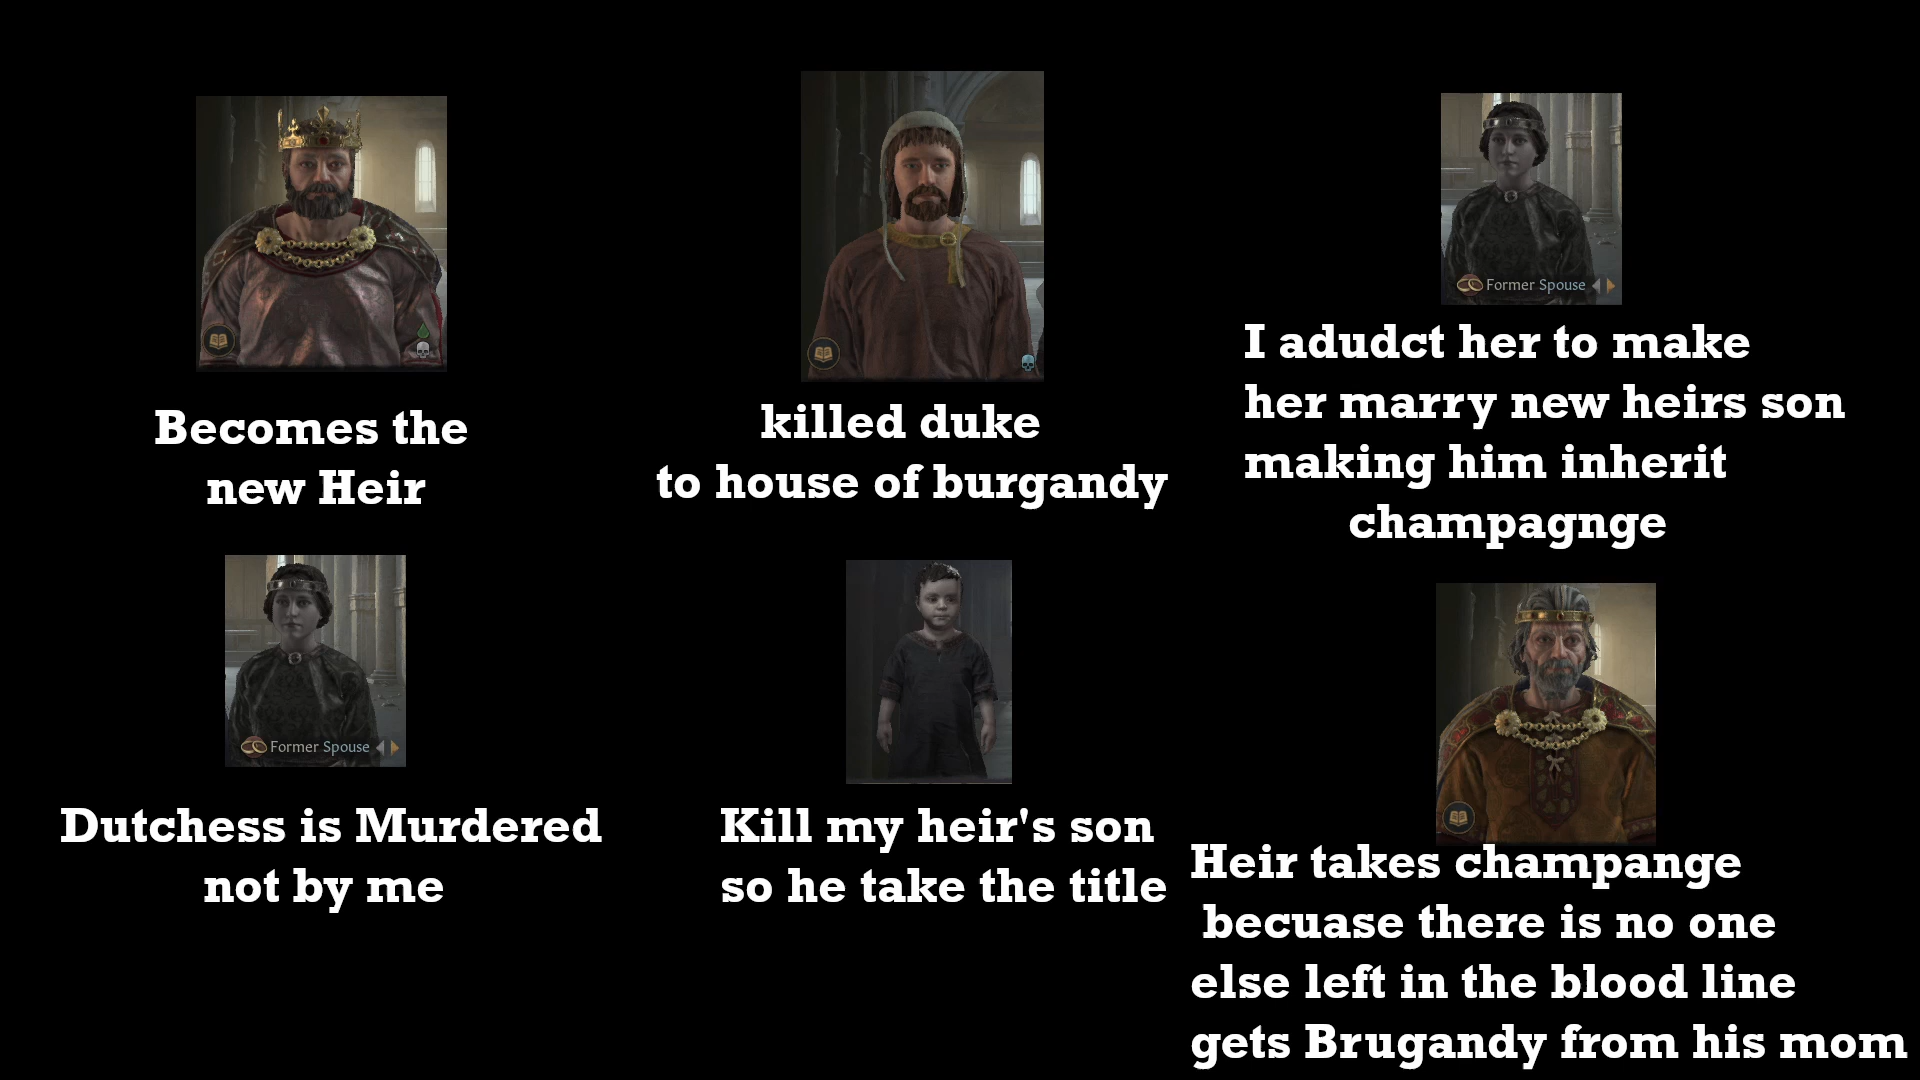 Becomes the
new Heir
killed duke
to house of burgandy
Former Spouse
I adudct her to make
her marry new heirs son
making him inherit
champagnge
Former Spouse
Dutchess is Murdered
not by me
Kill my heir's son
so he take the title
Heir takes champange
becuase there is no one
else left in the blood line
gets Brugandy from his mom